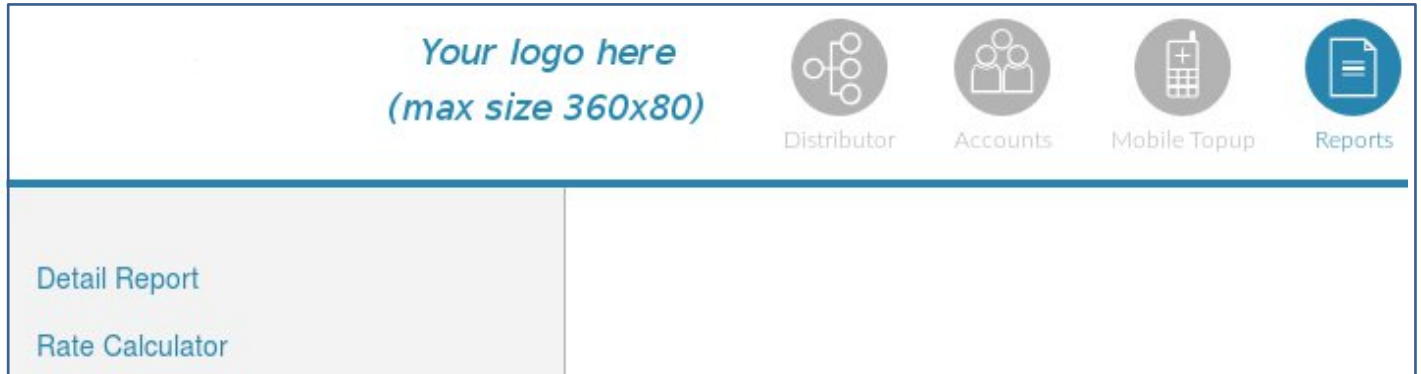 Your logo here
(max size 360x80)
Distributor
Accounts
Mobile Topup
Reports
Detail Report
Rate Calculator